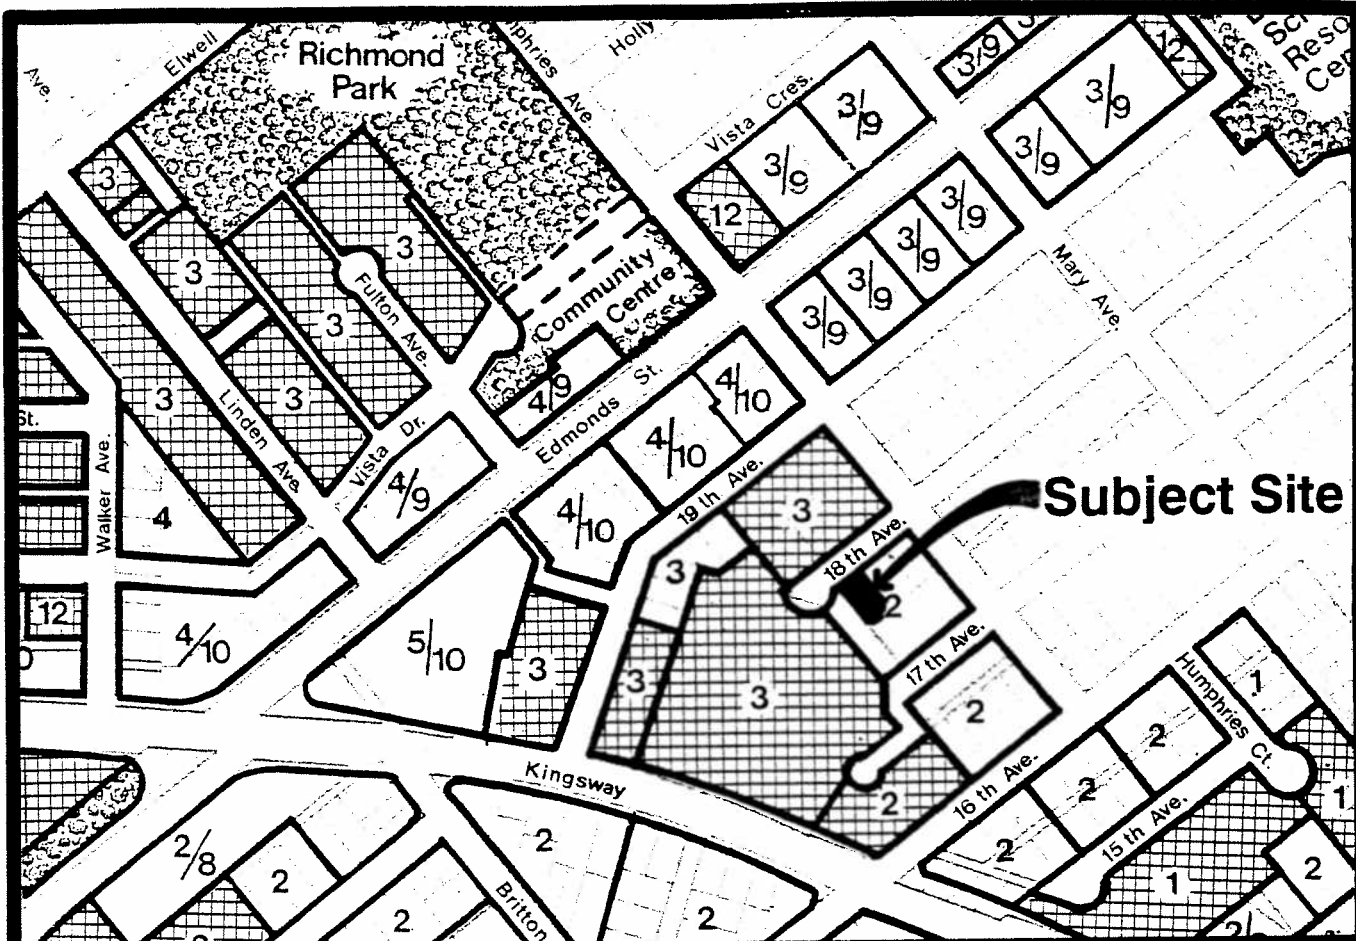 Elwell
Ave.
Richmond
Park
phries
Ave
Holly
Vista
Cres.
3/9
3/9
3/9
3/9
3/9
12
12
3/9
3/9
3/9
3/9
Reso
Cen
Mary Ave.
3
3
3
3
3
3
Fulton Ave.
Linden Ave.
Community
Centre
4/9
Edmonds St.
4/10
4/10
4/10
19 th Ave.
Vista Dr.
4/9
St.
Walker Ave.
4
12
4/10
5/10
3
3
3
3
3
18 th Ave.
Subject Site
2
17 th Ave.
2
2
16 th Ave.
Humphries Ct.
1
2
2
2
15 th Ave.
1
1
2
2/
Kingsway
2
2
2/8
2
2
Britton